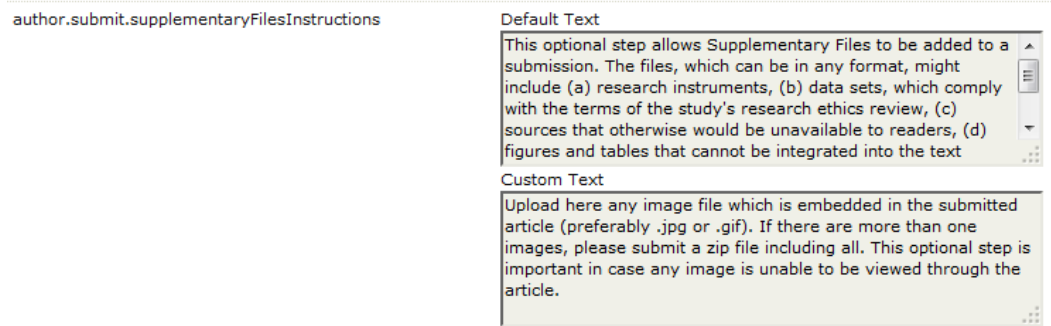 author.submit.supplementaryFilesInstructions
Default Text
This optional step allows Supplementary Files to be added to a
submission. The files, which can be in any format, might
include (a) research instruments, (b) data sets, which comply
with the terms of the study's research ethics review, (c)
sources that otherwise would be unavailable to readers, (d)
figures and tables that cannot be integrated into the text
Custom Text
Upload here any image file which is embedded in the submitted
article (preferably .jpg or .gif). If there are more than one
images, please submit a zip file including all. This optional step is
important in case any image is unable to be viewed through the
article.